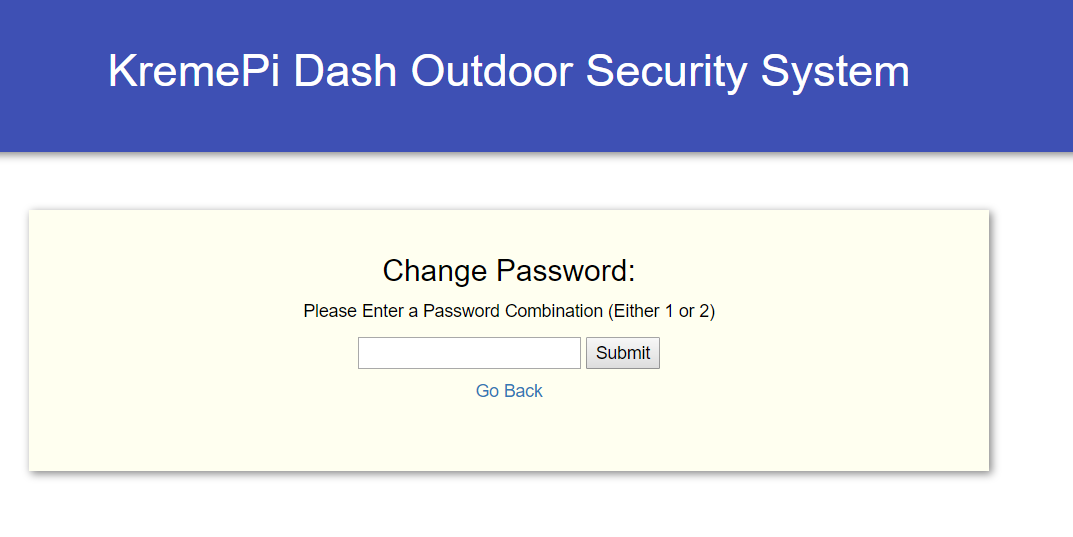 KremePi Dash Outdoor Security System
Change Password:
Please Enter a Password Combination (Either 1 or 2)
Submit
Go Back